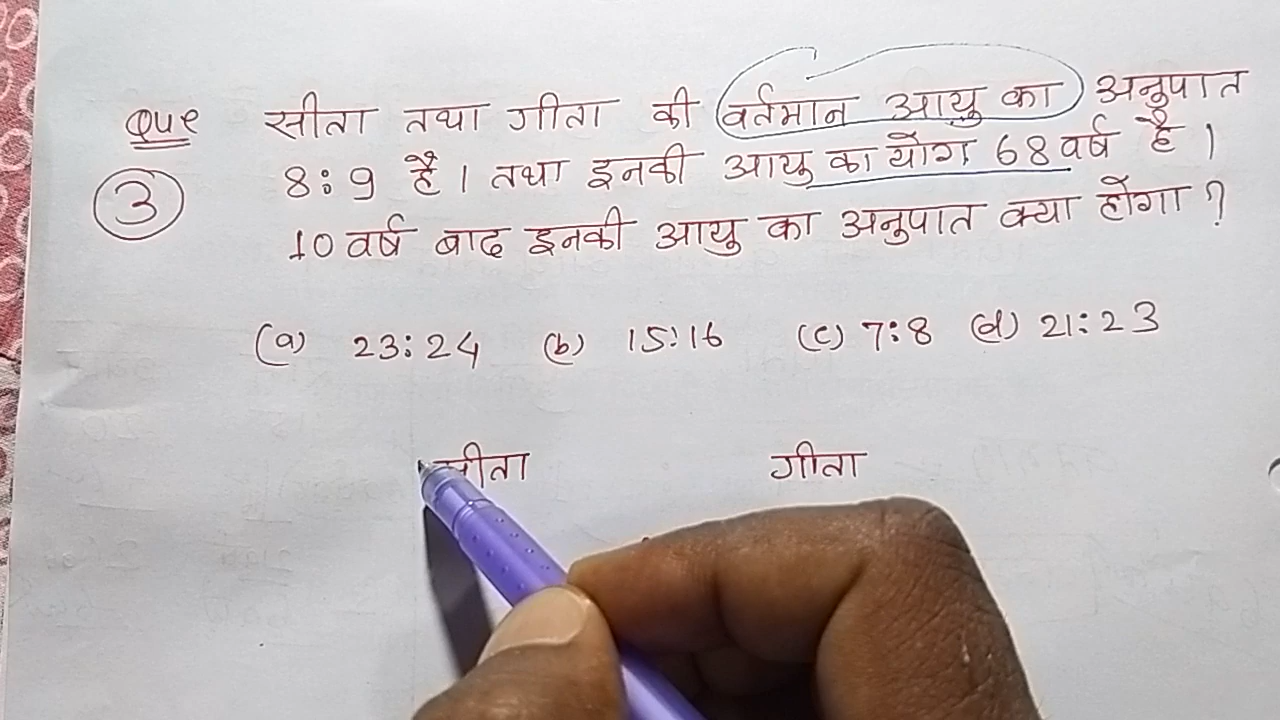 Que सीता तथा गीता की वर्तमान आयु का अनुपात
3 8:9 है। तथा इनकी आयु का योग 68 वर्ष है।
10 वर्ष बाद इनकी आयु का अनुपात क्या होगा?
(a) 23:24 (b) 15:16 (c) 7:8 (d) 21:23
सीता गीता